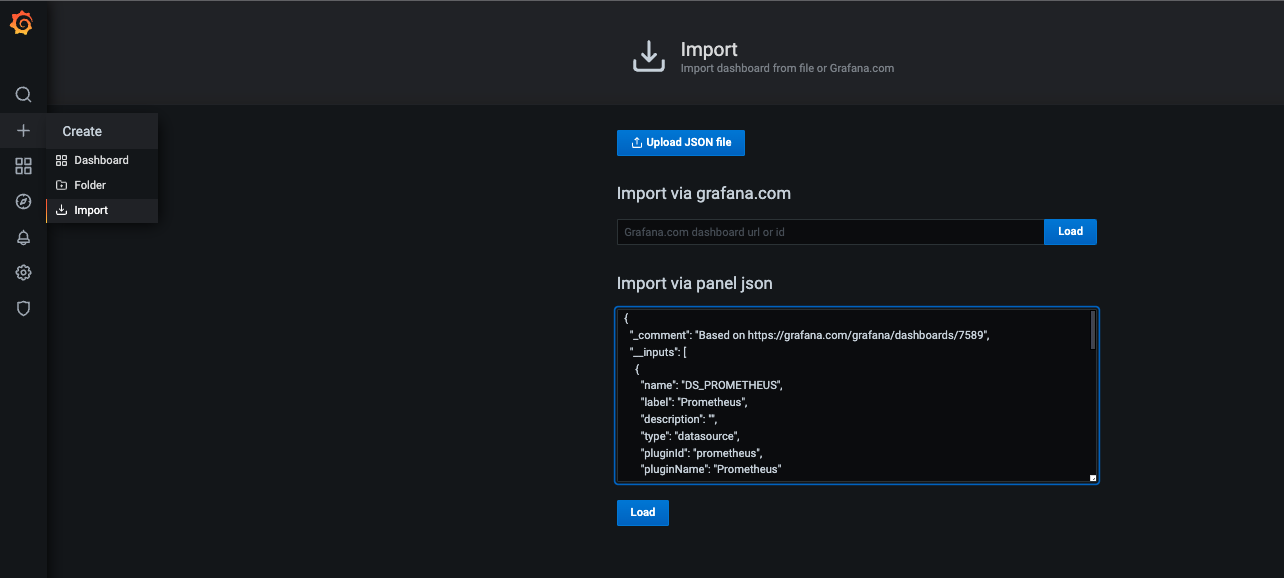 Import
Import dashboard from file or Grafana.com
Create
Dashboard
Folder
Import
Upload JSON file
Import via grafana.com
Grafana.com dashboard url or id
Load
Import via panel json
{
"_comment": "Based on https://grafana.com/grafana/dashboards/7589",
"__inputs": [
{
"name": "DS_PROMETHEUS",
"label": "Prometheus",
"description": "",
"type": "datasource",
"pluginId": "prometheus",
"pluginName": "Prometheus"
Load